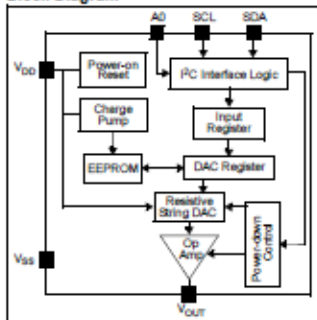 Block Diagram
A0 SCL SDA
VDD
Power-on
Reset
I²C Interface Logic
Charge
Pump
Input
Register
EEPROM
DAC Register
Resistive
String DAC
Power-down
Control
VSS
Op
Amp
VOUT